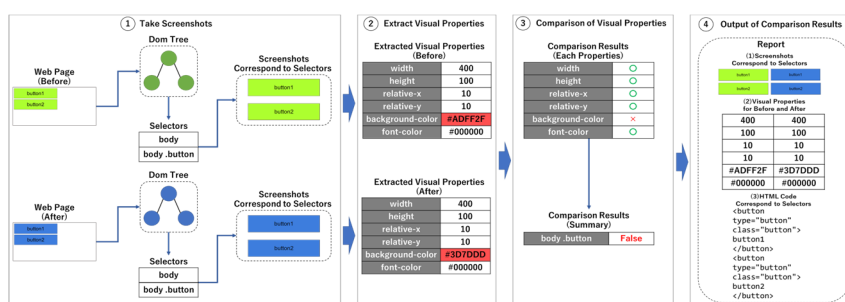 1 Take Screenshots
Dom Tree
Web Page
(Before)
button1
button2
Screenshots
Correspond to Selectors
button1
button2
Selectors
body
body .button
Dom Tree
Web Page
(After)
button1
button2
Screenshots
Correspond to Selectors
button1
button2
Selectors
body
body .button
2 Extract Visual Properties
Extracted Visual Properties
(Before)
width 400
height 100
relative-x 10
relative-y 10
background-color #ADFF2F
font-color #000000
Extracted Visual Properties
(After)
width 400
height 100
relative-x 10
relative-y 10
background-color #3D7DDD
font-color #000000
3 Comparison of Visual Properties
Comparison Results
(Each Properties)
width ○
height ○
relative-x ○
relative-y ○
background-color ×
font-color ○
Comparison Results
(Summary)
body .button False
4 Output of Comparison Results
Report
(1)Screenshots
Correspond to Selectors
button1 button1
button2 button2
(2)Visual Properties
for Before and After
400 400
100 100
10 10
10 10
#ADFF2F #3D7DDD
#000000 #000000
(3)HTML Code
Correspond to Selectors
<button
type="button"
class="button">
button1
</button>
<button
type="button"
class="button">
button2
</button>